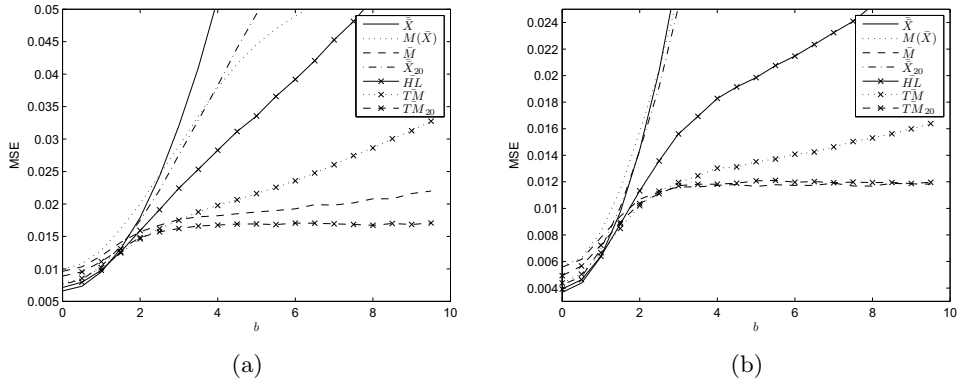 0.05
0.045
0.04
0.035
0.03
0.025
0.02
0.015
0.01
0.005
MSE
0 2 4 6 8 10
b
X̄̄
M(X̄)
M̄
X̄̄₂₀
HL
TM
TM₂₀
(a)
0.024
0.022
0.02
0.018
0.016
0.014
0.012
0.01
0.008
0.006
0.004
MSE
0 2 4 6 8 10
b
X̄̄
M(X̄)
M̄
X̄̄₂₀
HL
TM
TM₂₀
(b)